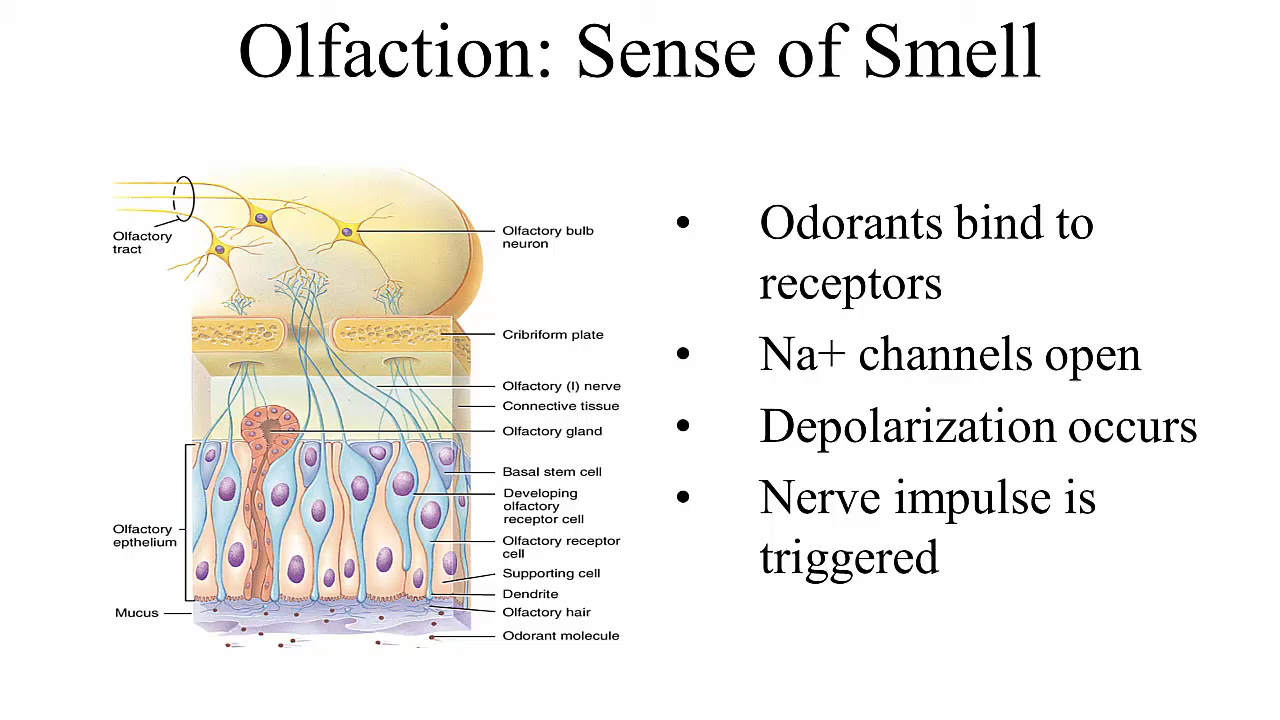 Olfaction: Sense of Smell
Olfactory
tract
Olfactory bulb
neuron
Cribriform plate
Olfactory (I) nerve
Connective tissue
Olfactory gland
Basal stem cell
Developing
olfactory
receptor cell
Olfactory
epthelium
Olfactory receptor
cell
Supporting cell
Dendrite
Mucus
Olfactory hair
Odorant molecule
• Odorants bind to
receptors
• Na+ channels open
• Depolarization occurs
• Nerve impulse is
triggered